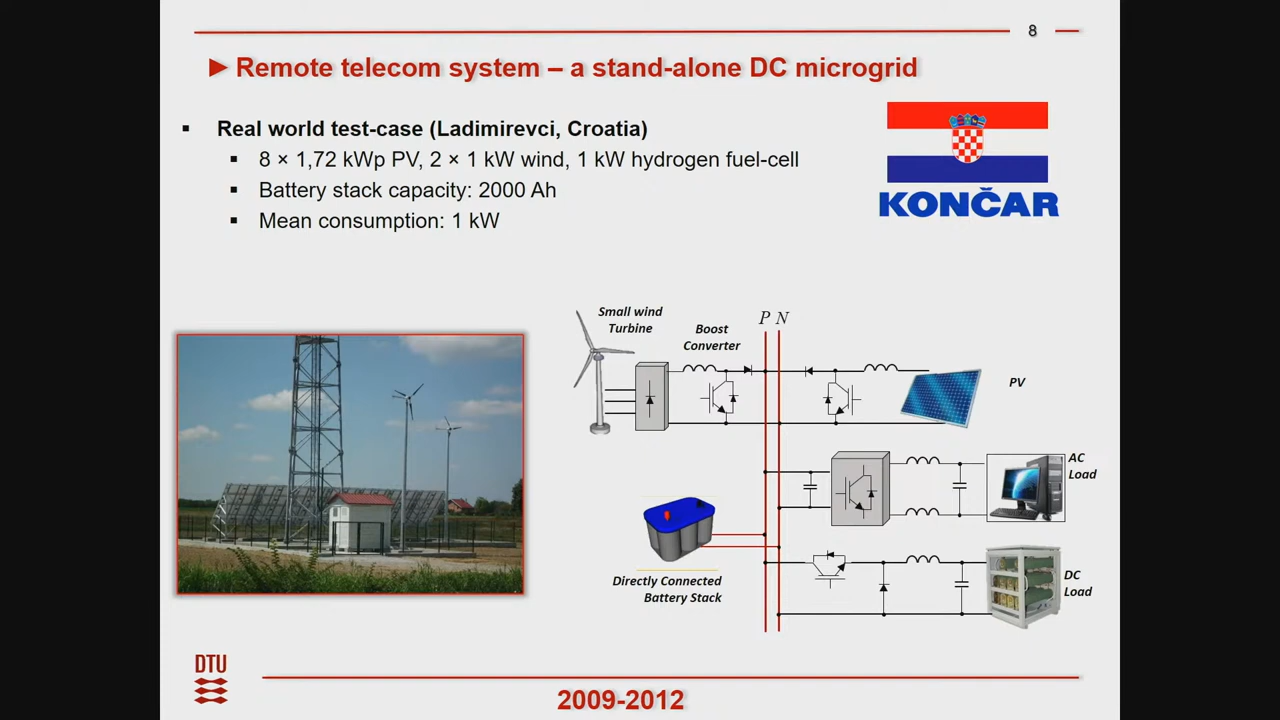 8
► Remote telecom system – a stand-alone DC microgrid
▪ Real world test-case (Ladimirevci, Croatia)
▪ 8 × 1,72 kWp PV, 2 × 1 kW wind, 1 kW hydrogen fuel-cell
▪ Battery stack capacity: 2000 Ah
▪ Mean consumption: 1 kW
KONČAR
Small wind
Turbine
Boost
Converter
P N
PV
AC
Load
Directly Connected
Battery Stack
DC
Load
DTU
2009-2012